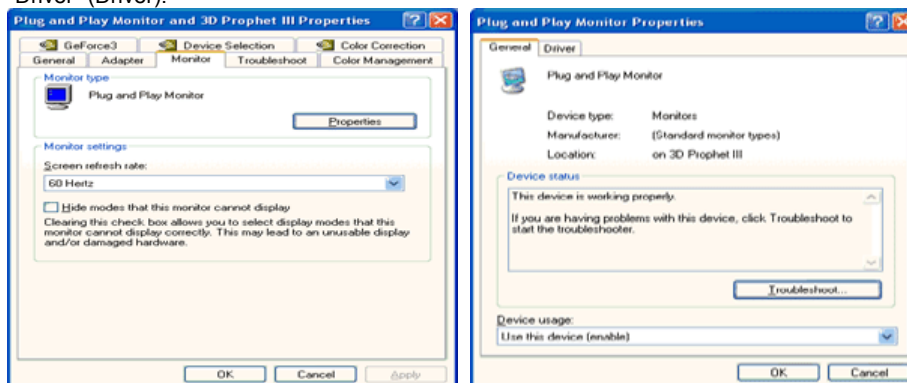 "Driver" (Driver).
Plug and Play Monitor and 3D Prophet III Properties
GeForce3 Device Selection Color Correction
General Adapter Monitor Troubleshoot Color Management
Monitor type
Plug and Play Monitor
Properties
Monitor settings
Screen refresh rate:
60 Hertz
Hide modes that this monitor cannot display
Clearing this check box allows you to select display modes that this
monitor cannot display correctly. This may lead to an unusable display
and/or damaged hardware.
OK Cancel Apply
Plug and Play Monitor Properties
General Driver
Plug and Play Monitor
Device type: Monitors
Manufacturer: (Standard monitor types)
Location: on 3D Prophet III
Device status
This device is working properly.
If you are having problems with this device, click Troubleshoot to
start the troubleshooter.
Troubleshoot...
Device usage:
Use this device (enable)
OK Cancel